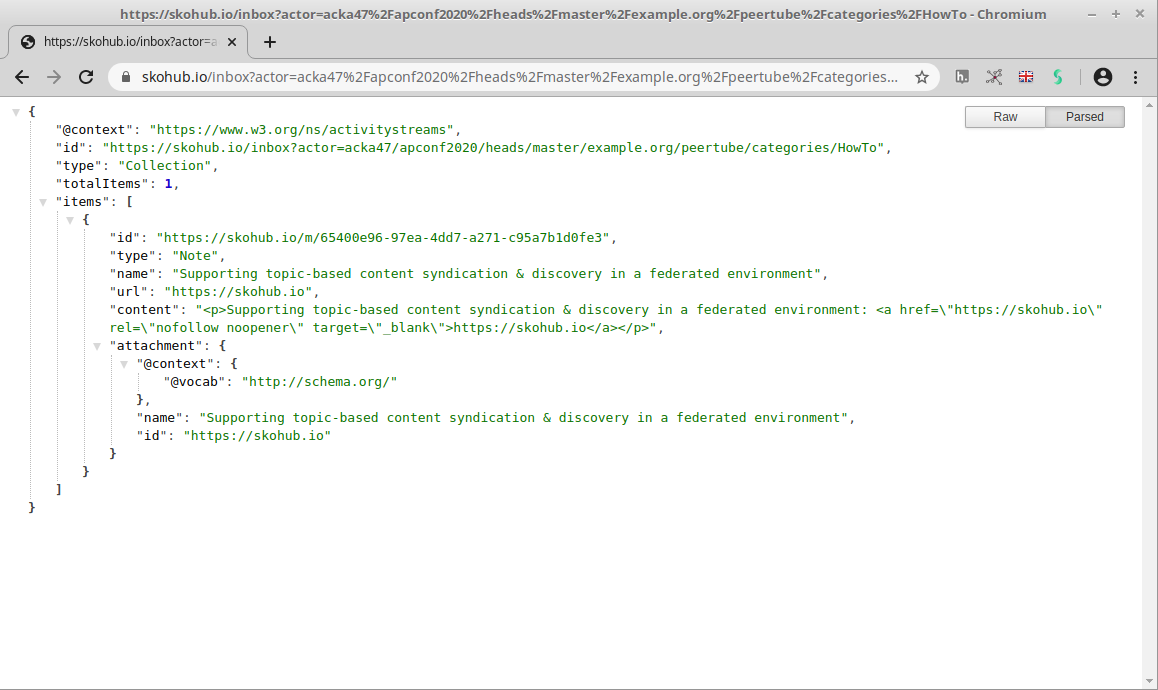 https://skohub.io/inbox?actor=acka47%2Fapconf2020%2Fheads%2Fmaster%2Fexample.org%2Fpeertube%2Fcategories%2FHowTo - Chromium
https://skohub.io/inbox?actor=a
skohub.io/inbox?actor=acka47%2Fapconf2020%2Fheads%2Fmaster%2Fexample.org%2Fpeertube%2Fcategories...
Raw Parsed
{
"@context": "https://www.w3.org/ns/activitystreams",
"id": "https://skohub.io/inbox?actor=acka47/apconf2020/heads/master/example.org/peertube/categories/HowTo",
"type": "Collection",
"totalItems": 1,
"items": [
{
"id": "https://skohub.io/m/65400e96-97ea-4dd7-a271-c95a7b1d0fe3",
"type": "Note",
"name": "Supporting topic-based content syndication & discovery in a federated environment",
"url": "https://skohub.io",
"content": "<p>Supporting topic-based content syndication & discovery in a federated environment: <a href=\"https://skohub.io\"
rel=\"nofollow noopener\" target=\"_blank\">https://skohub.io</a></p>",
"attachment": {
"@context": {
"@vocab": "http://schema.org/"
},
"name": "Supporting topic-based content syndication & discovery in a federated environment",
"id": "https://skohub.io"
}
}
]
}